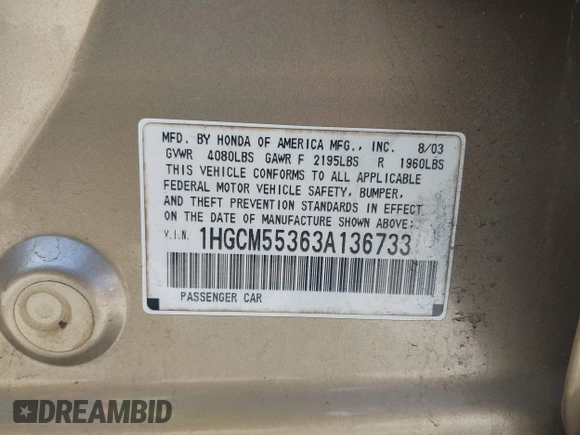 MFD. BY HONDA OF AMERICA MFG., INC. 8/03
GVWR 4080LBS GAWR F 2195LBS R 1960LBS
THIS VEHICLE CONFORMS TO ALL APPLICABLE
FEDERAL MOTOR VEHICLE SAFETY, BUMPER,
AND THEFT PREVENTION STANDARDS IN EFFECT
ON THE DATE OF MANUFACTURE SHOWN ABOVE:
V.I.N. 1HGCM55363A136733
PASSENGER CAR
DREAMBID